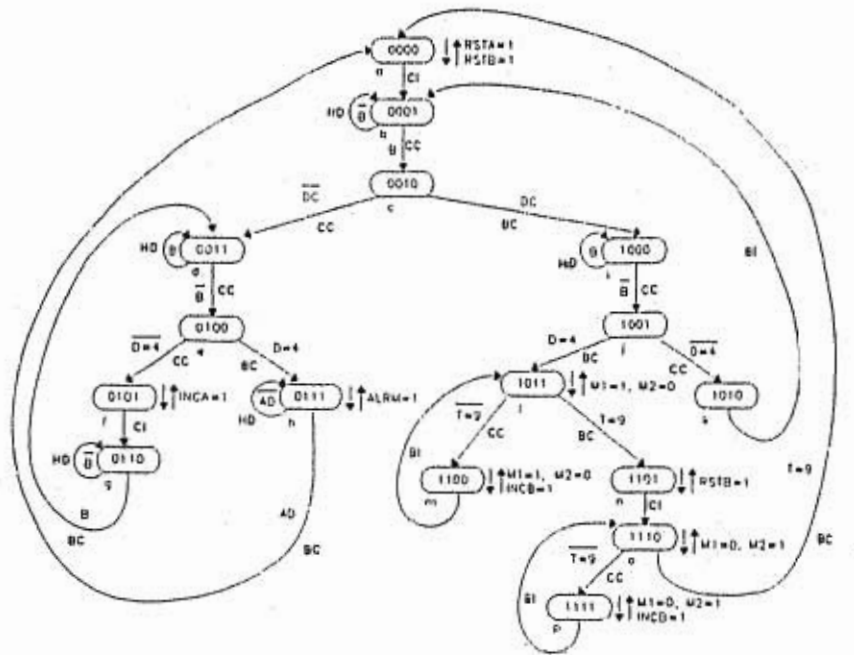 0000 RSTA=1
RSTB=1
a
CI
HD B̅ 0001
b
B CC
0010
c
D̅C̅ CC
DC BC
HD B 0011
d
B̅ CC
HD B 1000
i
B̅ CC
BI
0100
e
D̅=̅4̅ CC
BC D=4
1001
j
D=4 BC
D̅=̅4̅ CC
0101 INCA=1
f
CI
A̅D̅ 0111 ALRM=1
HD h
1011 M1=1, M2=0
l
1010
HD B̅ 0110
g
T̅=̅9̅ CC
T=9 BC
BI
1100 M1=1, M2=0
INCB=1
m
1101 RSTB=1
n
CI
T=9
BC
B
BC
AD
BC
1110 M1=0, M2=1
o
T̅=̅9̅ CC
BI
1111 M1=0, M2=1
INCB=1
p